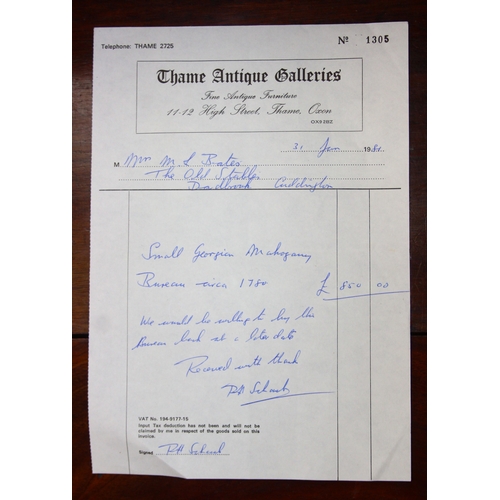 Telephone: THAME 2725
Nº 1305
Thame Antique Galleries
Fine Antique Furniture
11-12 High Street, Thame, Oxon
OX9 2BZ
31 Jan 1981
M Mrs M L Bates
The Old Stables
Cuddington
Small Georgian Mahogany
Bureau circa 1780 £ 850 00
We would be willing to buy this
Bureau back at a later date
Received with thanks
VAT No. 194-5177-15
Input Tax deduction has not been and will not be
claimed by me in respect of the goods sold on this
invoice.
Signed